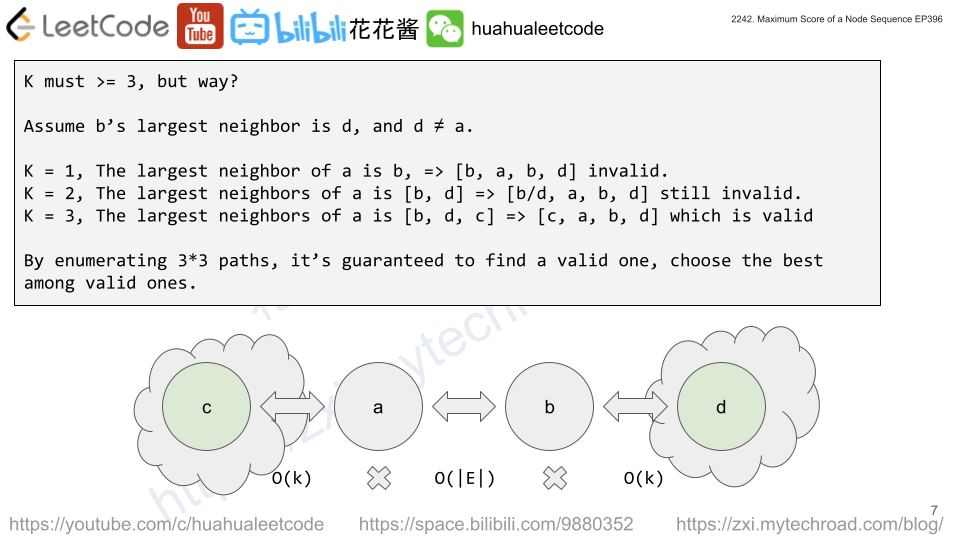 LeetCode You Tube bilibili 花花酱 huahualeetcode
2242. Maximum Score of a Node Sequence EP396
K must >= 3, but way?
Assume b’s largest neighbor is d, and d ≠ a.
K = 1, The largest neighbor of a is b, => [b, a, b, d] invalid.
K = 2, The largest neighbors of a is [b, d] => [b/d, a, b, d] still invalid.
K = 3, The largest neighbors of a is [b, d, c] => [c, a, b, d] which is valid
By enumerating 3*3 paths, it’s guaranteed to find a valid one, choose the best
among valid ones.
c a b d
O(k) O(|E|) O(k)
7
https://youtube.com/c/huahualeetcode https://space.bilibili.com/9880352 https://zxi.mytechroad.com/blog/